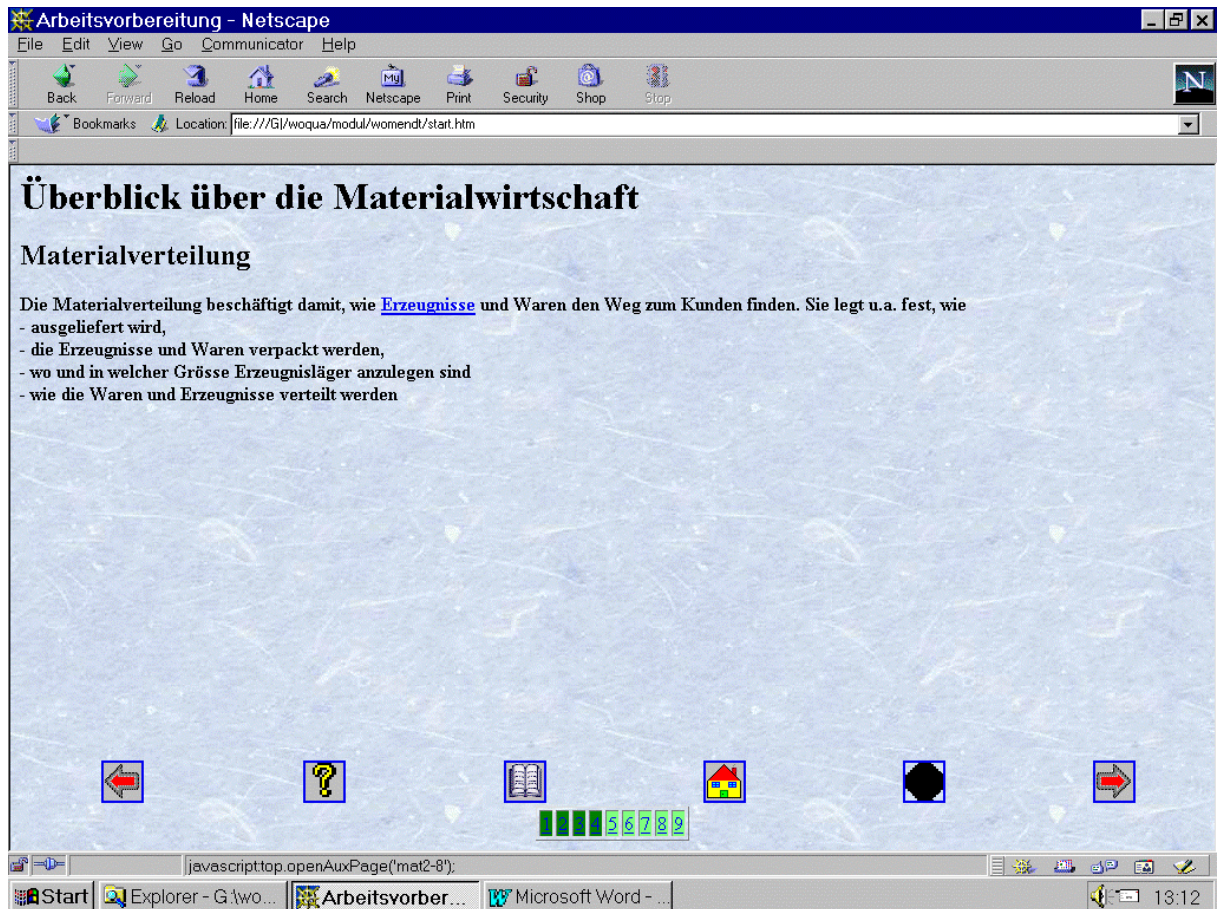 Arbeitsvorbereitung - Netscape
File Edit View Go Communicator Help
Back Forward Reload Home Search Netscape Print Security Shop Stop
Bookmarks Location: file:///G|/woqua/modul/womendt/start.htm
Überblick über die Materialwirtschaft
Materialverteilung
Die Materialverteilung beschäftigt damit, wie Erzeugnisse und Waren den Weg zum Kunden finden. Sie legt u.a. fest, wie
- ausgeliefert wird,
- die Erzeugnisse und Waren verpackt werden,
- wo und in welcher Grösse Erzeugnisläger anzulegen sind
- wie die Waren und Erzeugnisse verteilt werden
1 2 3 4 5 6 7 8 9
javascript:top.openAuxPage('mat2-8');
Start Explorer - G:\wo... Arbeitsvorber... Microsoft Word - ... 13:12